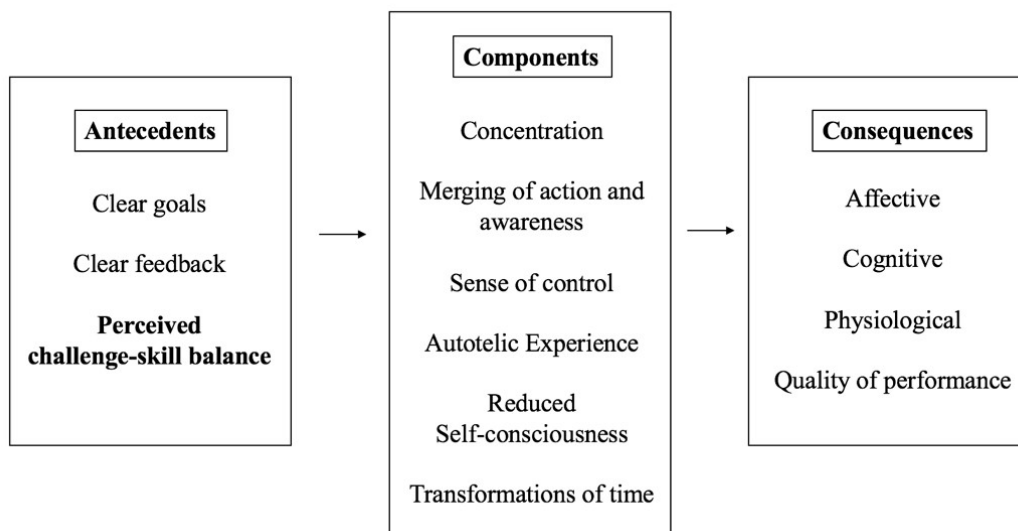 Antecedents
Clear goals
Clear feedback
Perceived
challenge-skill balance
Components
Concentration
Merging of action and
awareness
Sense of control
Autotelic Experience
Reduced
Self-consciousness
Transformations of time
Consequences
Affective
Cognitive
Physiological
Quality of performance